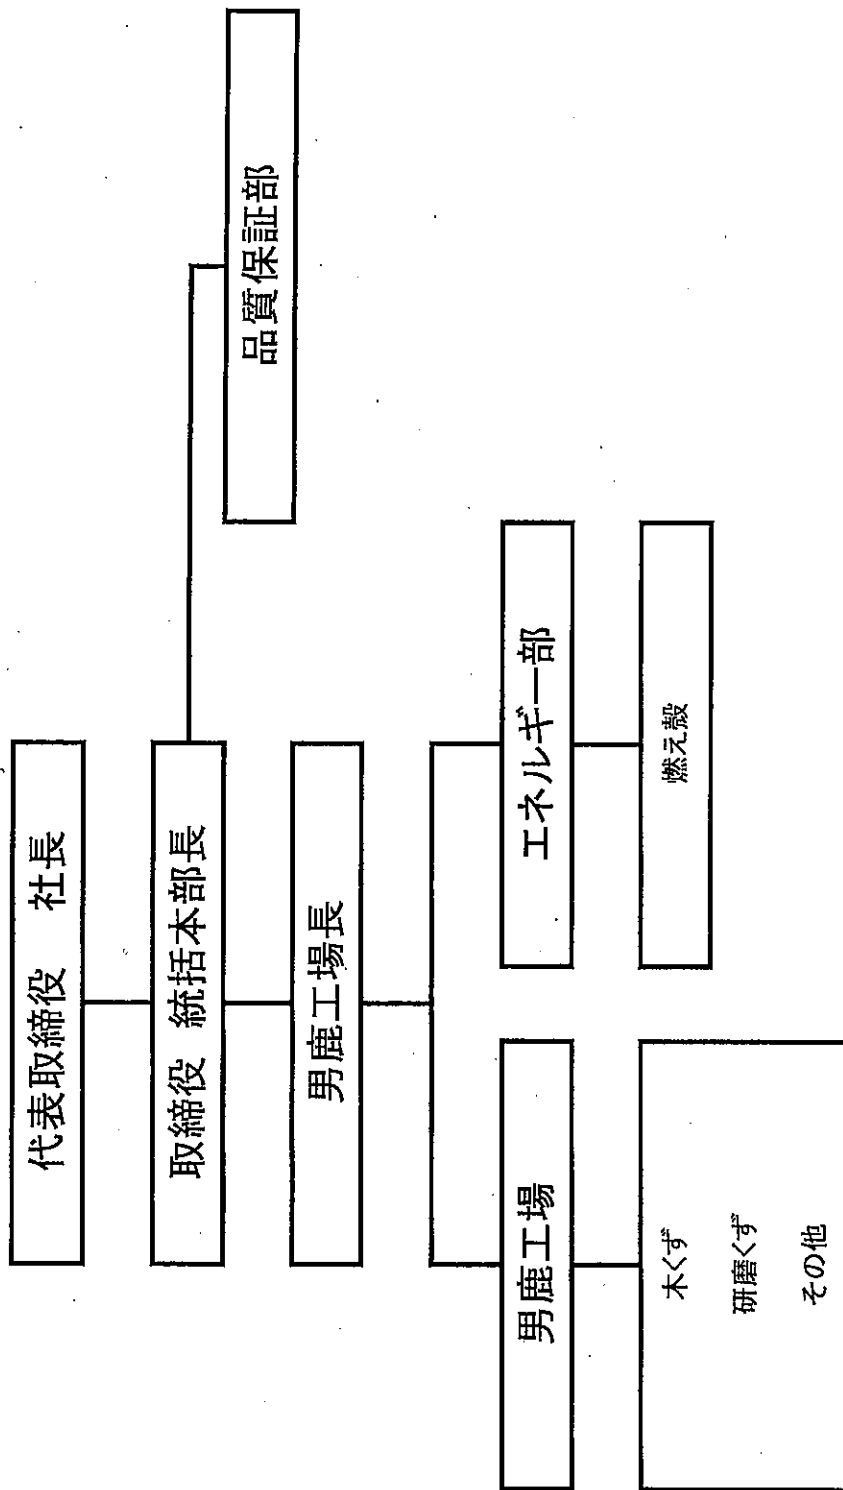 代表取締役　社長
取締役　統括本部長
品質保証部
男鹿工場長
男鹿工場
エネルギー部
木くず
研磨くず
その他
燃え殻